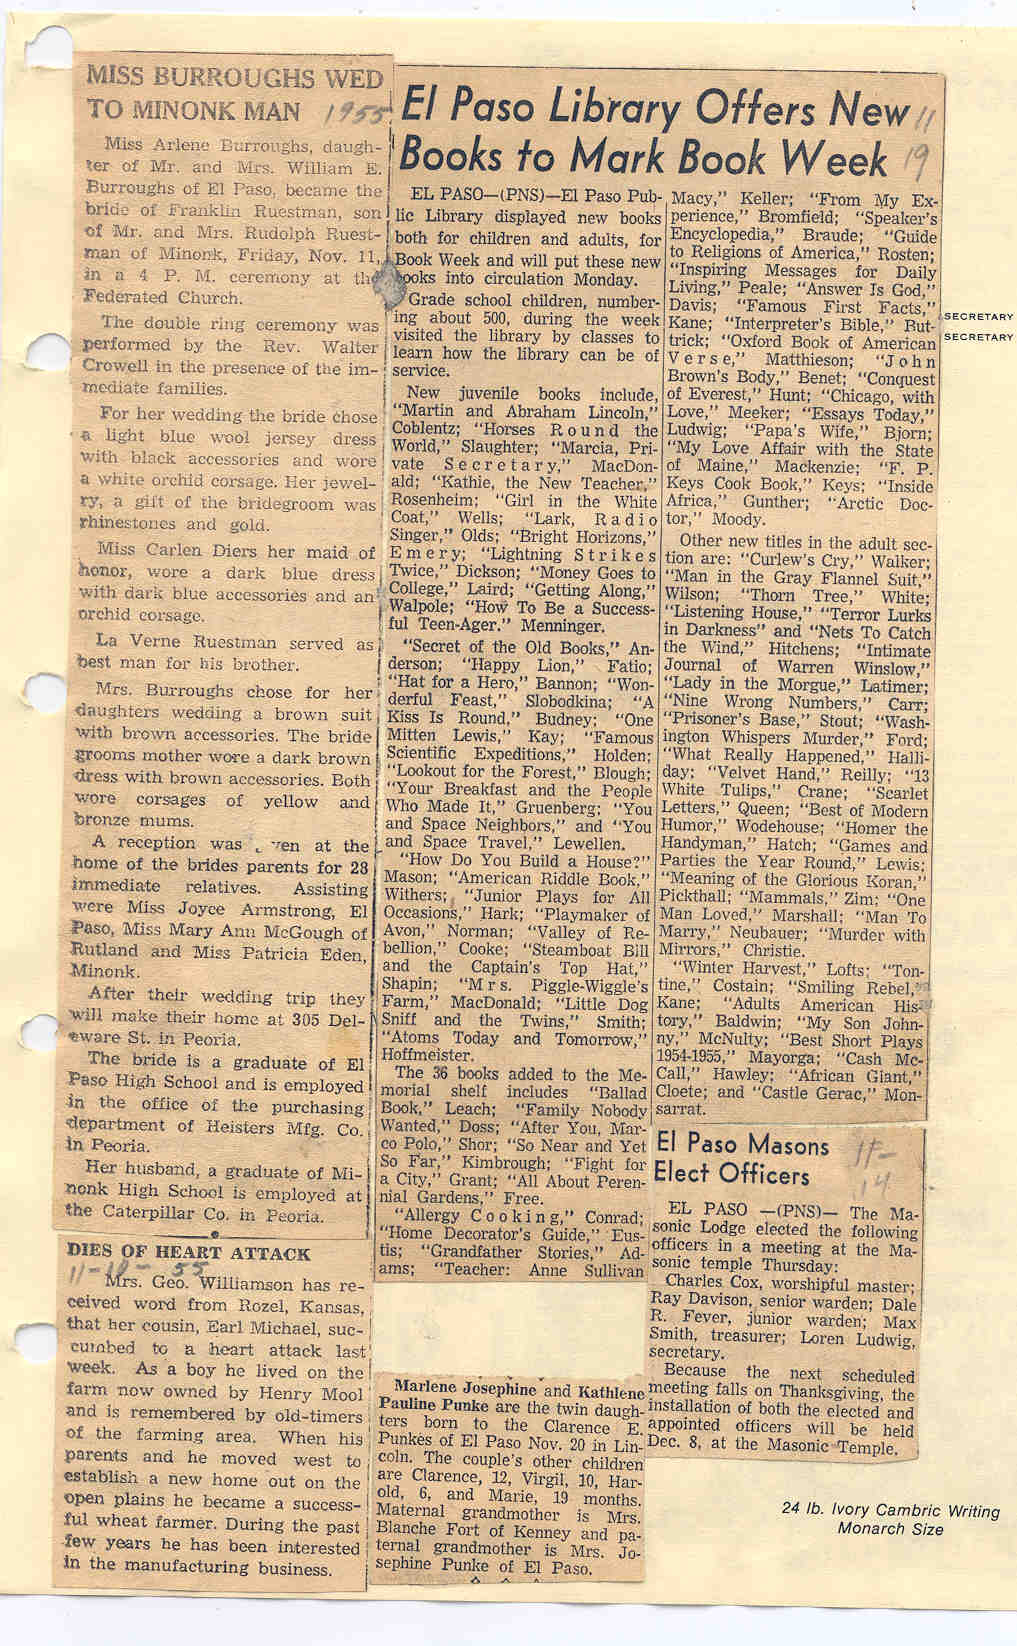 MISS BURROUGHS WED
TO MINONK MAN 1955
Miss Arlene Burroughs, daugh-
ter of Mr. and Mrs. William E.
Burroughs of El Paso, became the
bride of Franklin Ruestman, son
of Mr. and Mrs. Rudolph Ruest-
man of Minonk, Friday, Nov. 11,
in a 4 P. M. ceremony at the
Federated Church.
The double ring ceremony was
performed by the Rev. Walter
Crowell in the presence of the im-
mediate families.
For her wedding the bride chose
a light blue wool jersey dress
with black accessories and wore
a white orchid corsage. Her jewel-
ry, a gift of the bridegroom was
rhinestones and gold.
Miss Carlen Diers her maid of
honor, wore a dark blue dress
with dark blue accessories and an
orchid corsage.
La Verne Ruestman served as
best man for his brother.
Mrs. Burroughs chose for her
daughters wedding a brown suit
with brown accessories. The bride
grooms mother wore a dark brown
dress with brown accessories. Both
wore corsages of yellow and
bronze mums.
A reception was ven at the
home of the brides parents for 23
immediate relatives. Assisting
were Miss Joyce Armstrong, El
Paso, Miss Mary Ann McGough of
Rutland and Miss Patricia Eden,
Minonk.
After their wedding trip they
will make their home at 305 Del-
eware St. in Peoria.
The bride is a graduate of El
Paso High School and is employed
in the office of the purchasing
department of Heisters Mfg. Co.
in Peoria.
Her husband, a graduate of Mi-
nonk High School is employed at
the Caterpillar Co. in Peoria.
DIES OF HEART ATTACK
11-10-55
Mrs. Geo. Williamson has re-
ceived word from Rozel, Kansas,
that her cousin, Earl Michael, suc-
cumbed to a heart attack last
week. As a boy he lived on the
farm now owned by Henry Mool
and is remembered by old-timers
of the farming area. When his
parents and he moved west to
establish a new home out on the
open plains he became a success-
ful wheat farmer. During the past
few years he has been interested
in the manufacturing business.
El Paso Library Offers New 11
Books to Mark Book Week 19
EL PASO—(PNS)—El Paso Pub-
lic Library displayed new books
both for children and adults, for
Book Week and will put these new
books into circulation Monday.
Grade school children, number-
ing about 500, during the week
visited the library by classes to
learn how the library can be of
service.
New juvenile books include,
"Martin and Abraham Lincoln,"
Coblentz; "Horses Round the
World," Slaughter; "Marcia, Pri-
vate Secretary," MacDon-
ald; "Kathie, the New Teacher,"
Rosenheim; "Girl in the White
Coat," Wells; "Lark, Radio
Singer," Olds; "Bright Horizons,"
Emery; "Lightning Strikes
Twice," Dickson; "Money Goes to
College," Laird; "Getting Along,"
Walpole; "How To Be a Success-
ful Teen-Ager." Menninger.
"Secret of the Old Books," An-
derson; "Happy Lion," Fatio;
"Hat for a Hero," Bannon; "Won-
derful Feast," Slobodkina; "A
Kiss Is Round," Budney; "One
Mitten Lewis," Kay; "Famous
Scientific Expeditions," Holden;
"Lookout for the Forest," Blough;
"Your Breakfast and the People
Who Made It," Gruenberg; "You
and Space Neighbors," and "You
and Space Travel," Lewellen.
"How Do You Build a House?"
Mason; "American Riddle Book,"
Withers; "Junior Plays for All
Occasions," Hark; "Playmaker of
Avon," Norman; "Valley of Re-
bellion," Cooke; "Steamboat Bill
and the Captain's Top Hat,"
Shapin; "Mrs. Piggle-Wiggle's
Farm," MacDonald; "Little Dog
Sniff and the Twins," Smith;
"Atoms Today and Tomorrow,"
Hoffmeister.
The 36 books added to the Me-
morial shelf includes "Ballad
Book," Leach; "Family Nobody
Wanted," Doss; "After You, Mar-
co Polo," Shor; "So Near and Yet
So Far," Kimbrough; "Fight for
a City," Grant; "All About Peren-
nial Gardens," Free.
"Allergy Cooking," Conrad;
"Home Decorator's Guide," Eus-
tis; "Grandfather Stories," Ad-
ams; "Teacher: Anne Sullivan
Macy," Keller; "From My Ex-
perience," Bromfield; "Speaker's
Encyclopedia," Braude; "Guide
to Religions of America," Rosten;
"Inspiring Messages for Daily
Living," Peale; "Answer Is God,"
Davis; "Famous First Facts,"
Kane; "Interpreter's Bible," But-
trick; "Oxford Book of American
Verse," Matthieson; "John
Brown's Body," Benet; "Conquest
of Everest," Hunt; "Chicago, with
Love," Meeker; "Essays Today,"
Ludwig; "Papa's Wife," Bjorn;
"My Love Affair with the State
of Maine," Mackenzie; "F. P.
Keys Cook Book," Keys; "Inside
Africa," Gunther; "Arctic Doc-
tor," Moody.
Other new titles in the adult sec-
tion are: "Curlew's Cry," Walker;
"Man in the Gray Flannel Suit,"
Wilson; "Thorn Tree," White;
"Listening House," "Terror Lurks
in Darkness" and "Nets To Catch
the Wind," Hitchens; "Intimate
Journal of Warren Winslow,"
"Lady in the Morgue," Latimer;
"Nine Wrong Numbers," Carr;
"Prisoner's Base," Stout; "Wash-
ington Whispers Murder," Ford;
"What Really Happened," Halli-
day; "Velvet Hand," Reilly; "13
White Tulips," Crane; "Scarlet
Letters," Queen; "Best of Modern
Humor," Wodehouse; "Homer the
Handyman," Hatch; "Games and
Parties the Year Round," Lewis;
"Meaning of the Glorious Koran,"
Pickthall; "Mammals," Zim; "One
Man Loved," Marshall; "Man To
Marry," Neubauer; "Murder with
Mirrors," Christie.
"Winter Harvest," Lofts; "Ton-
tine," Costain; "Smiling Rebel,"
Kane; "Adults American His-
tory," Baldwin; "My Son John-
ny," McNulty; "Best Short Plays
1954-1955," Mayorga; "Cash Mc-
Call," Hawley; "African Giant,"
Cloete; and "Castle Gerac," Mon-
sarrat.
SECRETARY
SECRETARY
El Paso Masons
Elect Officers
11-
14
EL PASO —(PNS)— The Ma-
sonic Lodge elected the following
officers in a meeting at the Ma-
sonic temple Thursday:
Charles Cox, worshipful master;
Ray Davison, senior warden; Dale
R. Fever, junior warden; Max
Smith, treasurer; Loren Ludwig,
secretary.
Because the next scheduled
meeting falls on Thanksgiving, the
installation of both the elected and
appointed officers will be held
Dec. 8, at the Masonic Temple.
Marlene Josephine and Kathlene
Pauline Punke are the twin daugh-
ters born to the Clarence E.
Punkes of El Paso Nov. 20 in Lin-
coln. The couple's other children
are Clarence, 12, Virgil, 10, Har-
old, 6, and Marie, 19 months.
Maternal grandmother is Mrs.
Blanche Fort of Kenney and pa-
ternal grandmother is Mrs. Jo-
sephine Punke of El Paso.
24 lb. Ivory Cambric Writing
Monarch Size